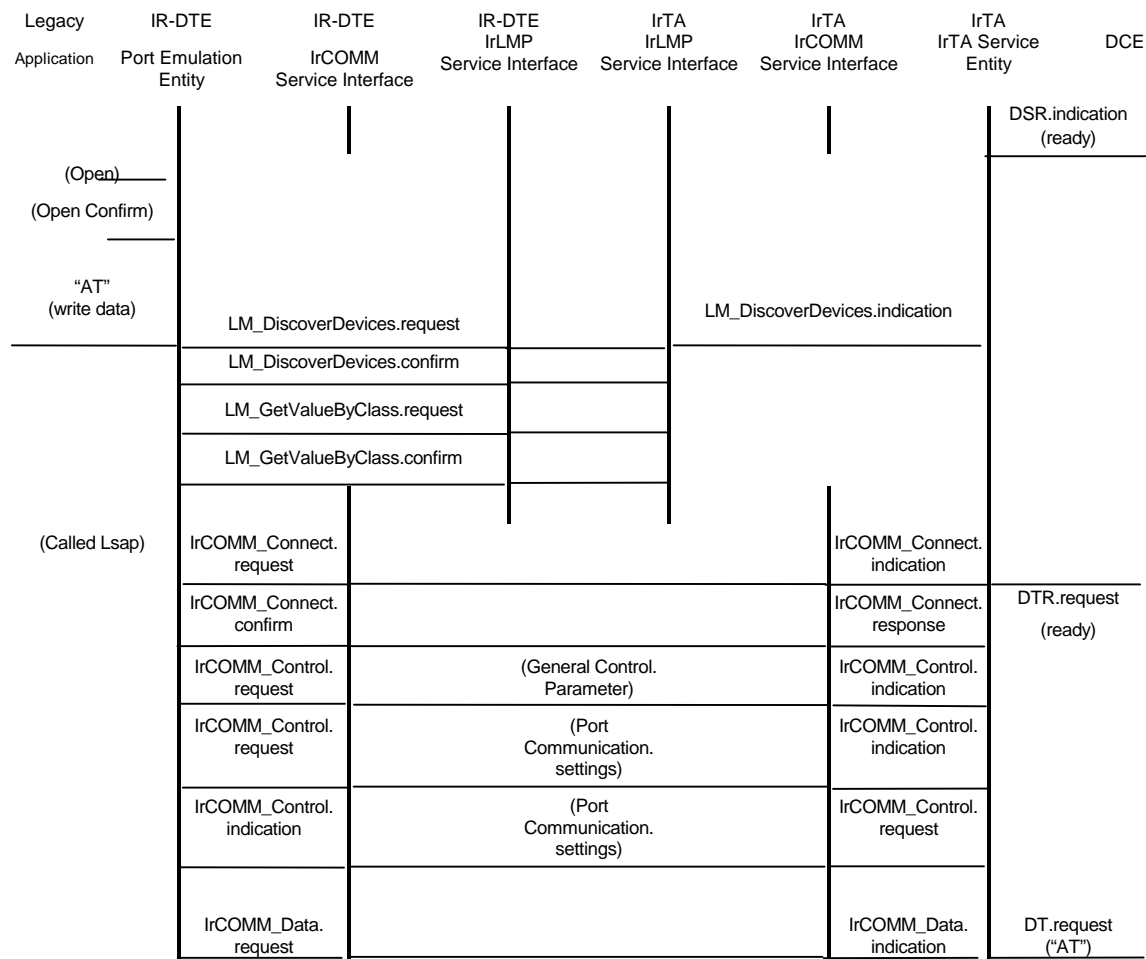 Legacy
Application
IR-DTE
Port Emulation
Entity
IR-DTE
IrCOMM
Service Interface
IR-DTE
IrLMP
Service Interface
IrTA
IrLMP
Service Interface
IrTA
IrCOMM
Service Interface
IrTA
IrTA Service
Entity
DCE
DSR.indication
(ready)
(Open)
(Open Confirm)
“AT”
(write data)
LM_DiscoverDevices.request
LM_DiscoverDevices.indication
LM_DiscoverDevices.confirm
LM_GetValueByClass.request
LM_GetValueByClass.confirm
(Called Lsap)
IrCOMM_Connect.
request
IrCOMM_Connect.
indication
IrCOMM_Connect.
confirm
IrCOMM_Connect.
response
DTR.request
(ready)
IrCOMM_Control.
request
(General Control.
Parameter)
IrCOMM_Control.
indication
IrCOMM_Control.
request
(Port
Communication.
settings)
IrCOMM_Control.
indication
IrCOMM_Control.
indication
(Port
Communication.
settings)
IrCOMM_Control.
request
IrCOMM_Data.
request
IrCOMM_Data.
indication
DT.request
(“AT”)